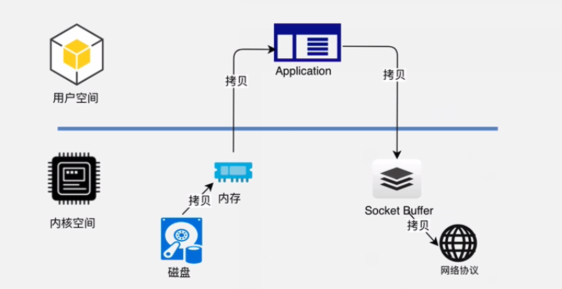 用户空间
Application
拷贝
拷贝
内核空间
内存
拷贝
磁盘
Socket Buffer
拷贝
网络协议